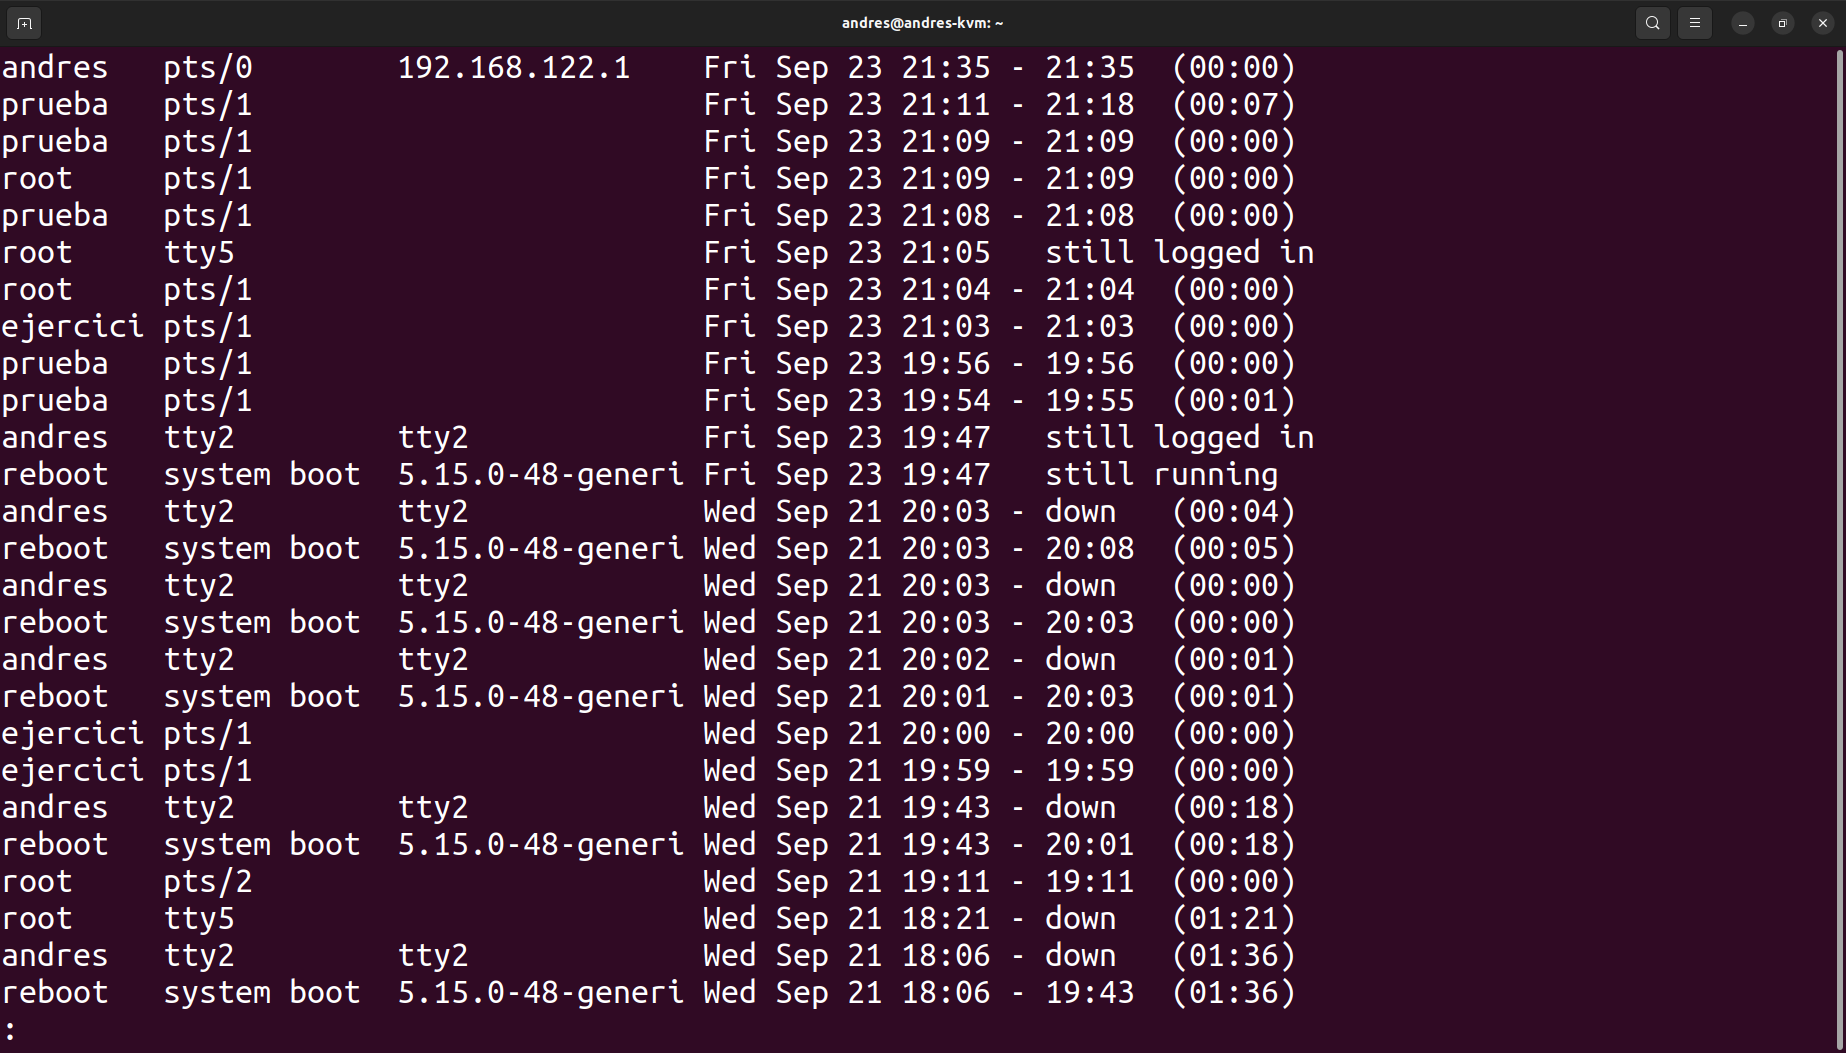 andres@andres-kvm: ~
andres   pts/0        192.168.122.1    Fri Sep 23 21:35 - 21:35  (00:00)
prueba   pts/1                         Fri Sep 23 21:11 - 21:18  (00:07)
prueba   pts/1                         Fri Sep 23 21:09 - 21:09  (00:00)
root     pts/1                         Fri Sep 23 21:09 - 21:09  (00:00)
prueba   pts/1                         Fri Sep 23 21:08 - 21:08  (00:00)
root     tty5                          Fri Sep 23 21:05   still logged in
root     pts/1                         Fri Sep 23 21:04 - 21:04  (00:00)
ejercici pts/1                         Fri Sep 23 21:03 - 21:03  (00:00)
prueba   pts/1                         Fri Sep 23 19:56 - 19:56  (00:00)
prueba   pts/1                         Fri Sep 23 19:54 - 19:55  (00:01)
andres   tty2         tty2             Fri Sep 23 19:47   still logged in
reboot   system boot  5.15.0-48-generi Fri Sep 23 19:47   still running
andres   tty2         tty2             Wed Sep 21 20:03 - down   (00:04)
reboot   system boot  5.15.0-48-generi Wed Sep 21 20:03 - 20:08  (00:05)
andres   tty2         tty2             Wed Sep 21 20:03 - down   (00:00)
reboot   system boot  5.15.0-48-generi Wed Sep 21 20:03 - 20:03  (00:00)
andres   tty2         tty2             Wed Sep 21 20:02 - down   (00:01)
reboot   system boot  5.15.0-48-generi Wed Sep 21 20:01 - 20:03  (00:01)
ejercici pts/1                         Wed Sep 21 20:00 - 20:00  (00:00)
ejercici pts/1                         Wed Sep 21 19:59 - 19:59  (00:00)
andres   tty2         tty2             Wed Sep 21 19:43 - down   (00:18)
reboot   system boot  5.15.0-48-generi Wed Sep 21 19:43 - 20:01  (00:18)
root     pts/2                         Wed Sep 21 19:11 - 19:11  (00:00)
root     tty5                          Wed Sep 21 18:21 - down   (01:21)
andres   tty2         tty2             Wed Sep 21 18:06 - down   (01:36)
reboot   system boot  5.15.0-48-generi Wed Sep 21 18:06 - 19:43  (01:36)
: